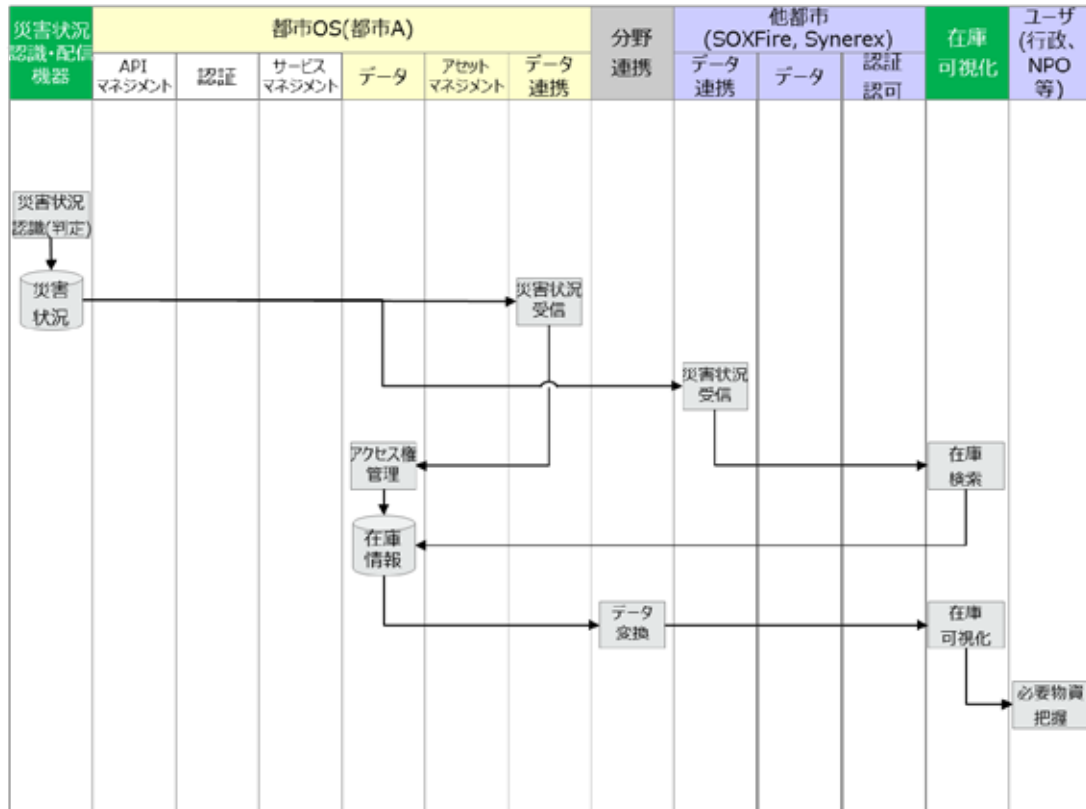 災害状況
認識・配信
機器
都市OS(都市A)
API
マネジメント
認証
サービス
マネジメント
データ
アセット
マネジメント
データ
連携
分野
連携
他都市
(SOXFire, Synerex)
データ
連携
データ
認証
認可
在庫
可視化
ユーザ
(行政、
NPO
等)
災害状況
認識(判定)
災害
状況
災害状況
受信
災害状況
受信
アクセス権
管理
在庫
検索
在庫
情報
データ
変換
在庫
可視化
必要物資
把握